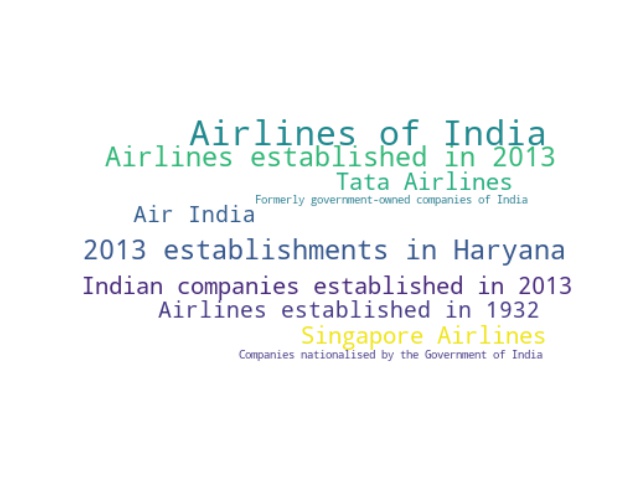 Airlines of India
Airlines established in 2013
Tata Airlines
Formerly government-owned companies of India
Air India
2013 establishments in Haryana
Indian companies established in 2013
Airlines established in 1932
Singapore Airlines
Companies nationalised by the Government of India